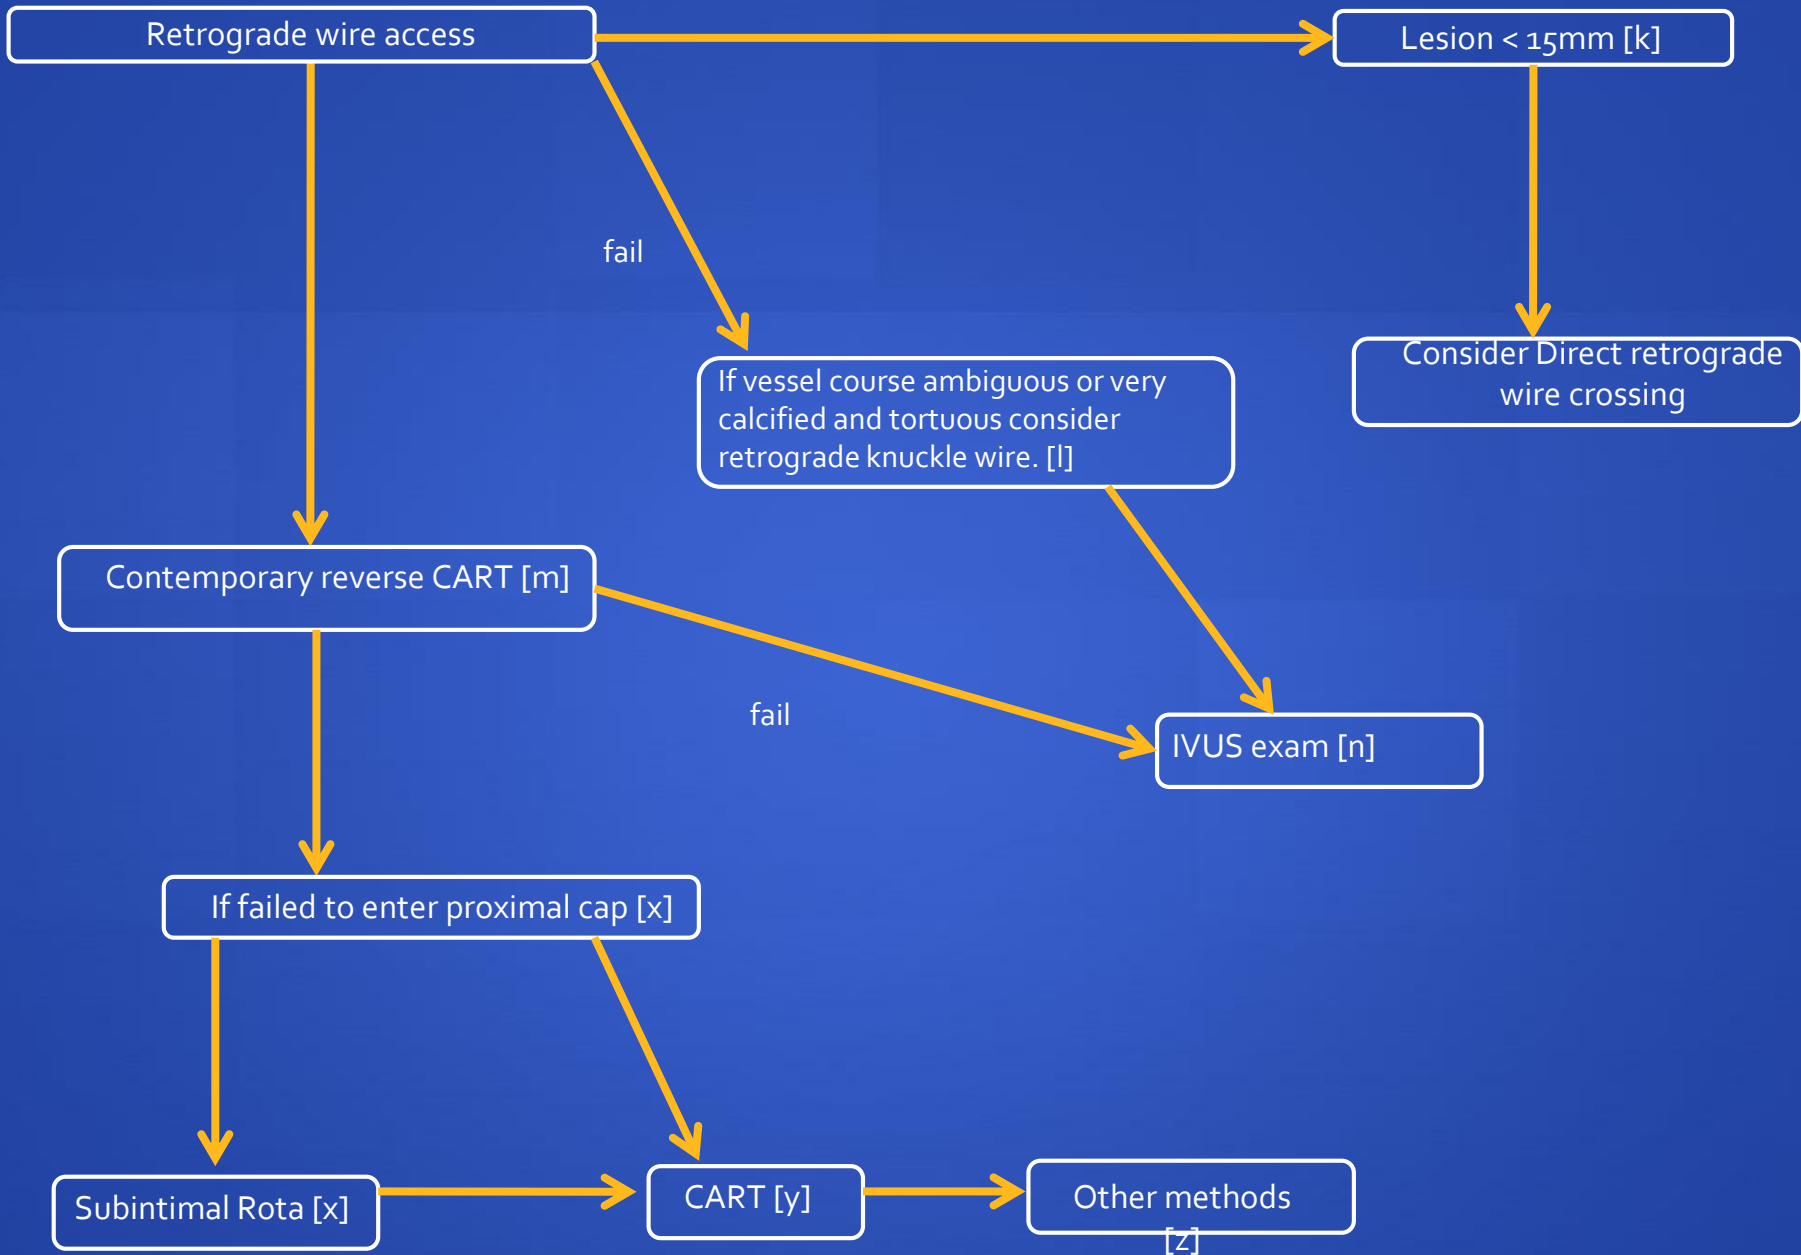 Retrograde wire access
Lesion < 15mm [k]
fail
Consider Direct retrograde
wire crossing
If vessel course ambiguous or very
calcified and tortuous consider
retrograde knuckle wire. [l]
Contemporary reverse CART [m]
fail
IVUS exam [n]
If failed to enter proximal cap [x]
Subintimal Rota [x]
CART [y]
Other methods
[z]